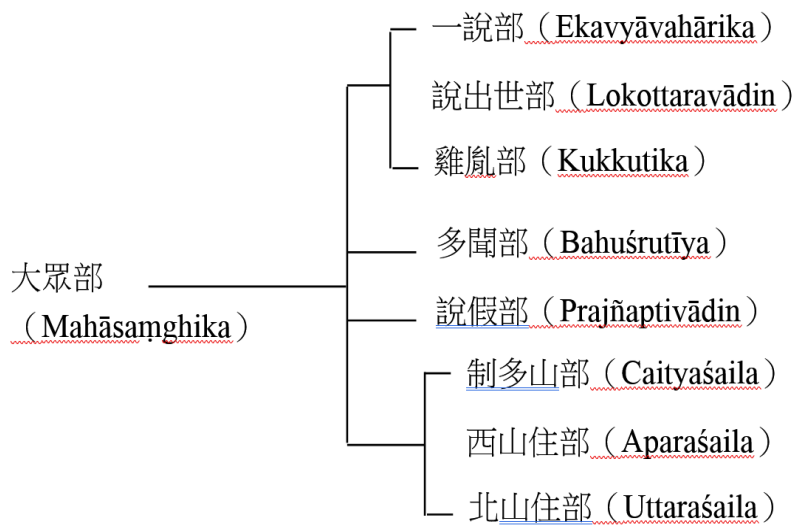 一說部（Ekavyāvahārika）
說出世部（Lokottaravādin）
雞胤部（Kukkutika）
多聞部（Bahuśrutīya）
大眾部
（Mahāsaṃghika）
說假部（Prajñaptivādin）
制多山部（Caityaśaila）
西山住部（Aparaśaila）
北山住部（Uttaraśaila）